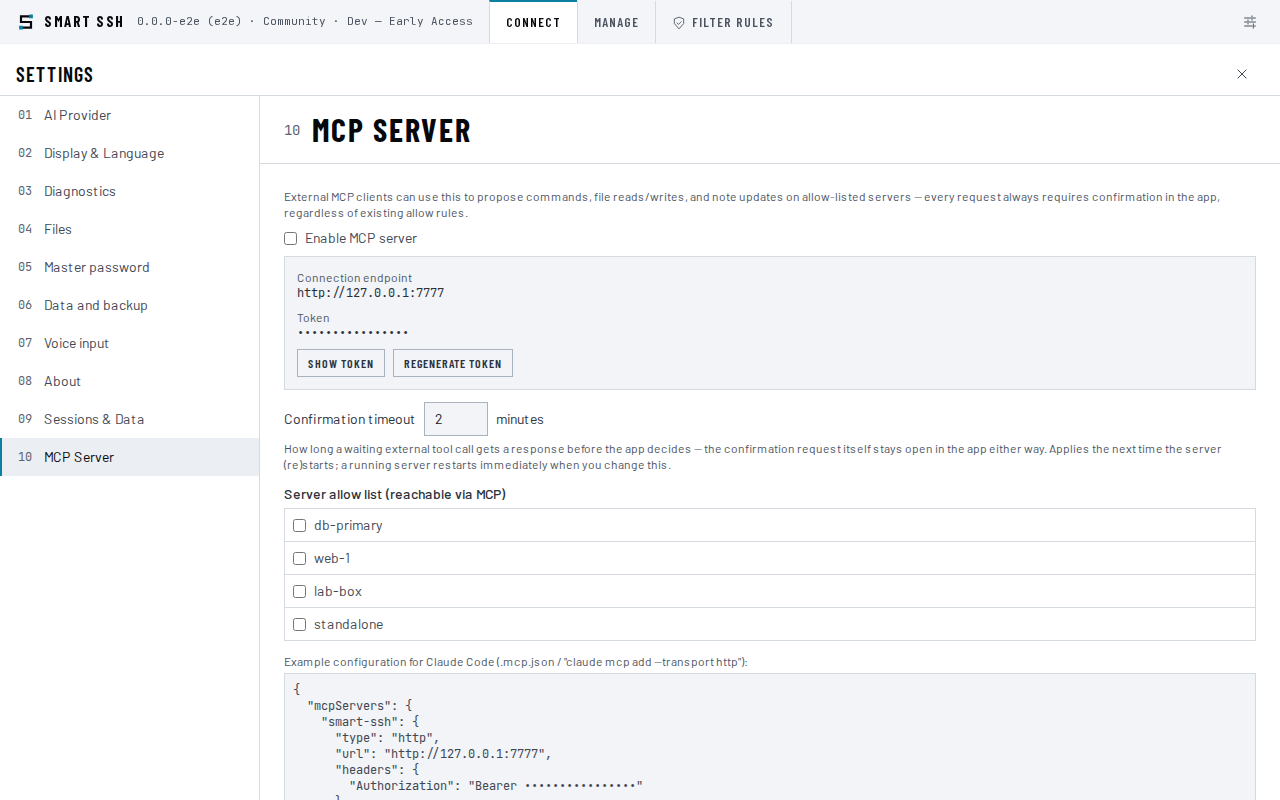 SMART SSH 0.0.0-e2e (e2e) · Community · Dev — Early Access CONNECT MANAGE FILTER RULES
SETTINGS
01 AI Provider
02 Display & Language
03 Diagnostics
04 Files
05 Master password
06 Data and backup
07 Voice input
08 About
09 Sessions & Data
10 MCP Server
10 MCP SERVER
External MCP clients can use this to propose commands, file reads/writes, and note updates on allow-listed servers — every request always requires confirmation in the app,
regardless of existing allow rules.
Enable MCP server
Connection endpoint
http://127.0.0.1:7777
Token
••••••••••••••••
SHOW TOKEN REGENERATE TOKEN
Confirmation timeout 2 minutes
How long a waiting external tool call gets a response before the app decides — the confirmation request itself stays open in the app either way. Applies the next time the server
(re)starts; a running server restarts immediately when you change this.
Server allow list (reachable via MCP)
db-primary
web-1
lab-box
standalone
Example configuration for Claude Code (.mcp.json / "claude mcp add —transport http"):
{
"mcpServers": {
"smart-ssh": {
"type": "http",
"url": "http://127.0.0.1:7777",
"headers": {
"Authorization": "Bearer ••••••••••••••••"
}